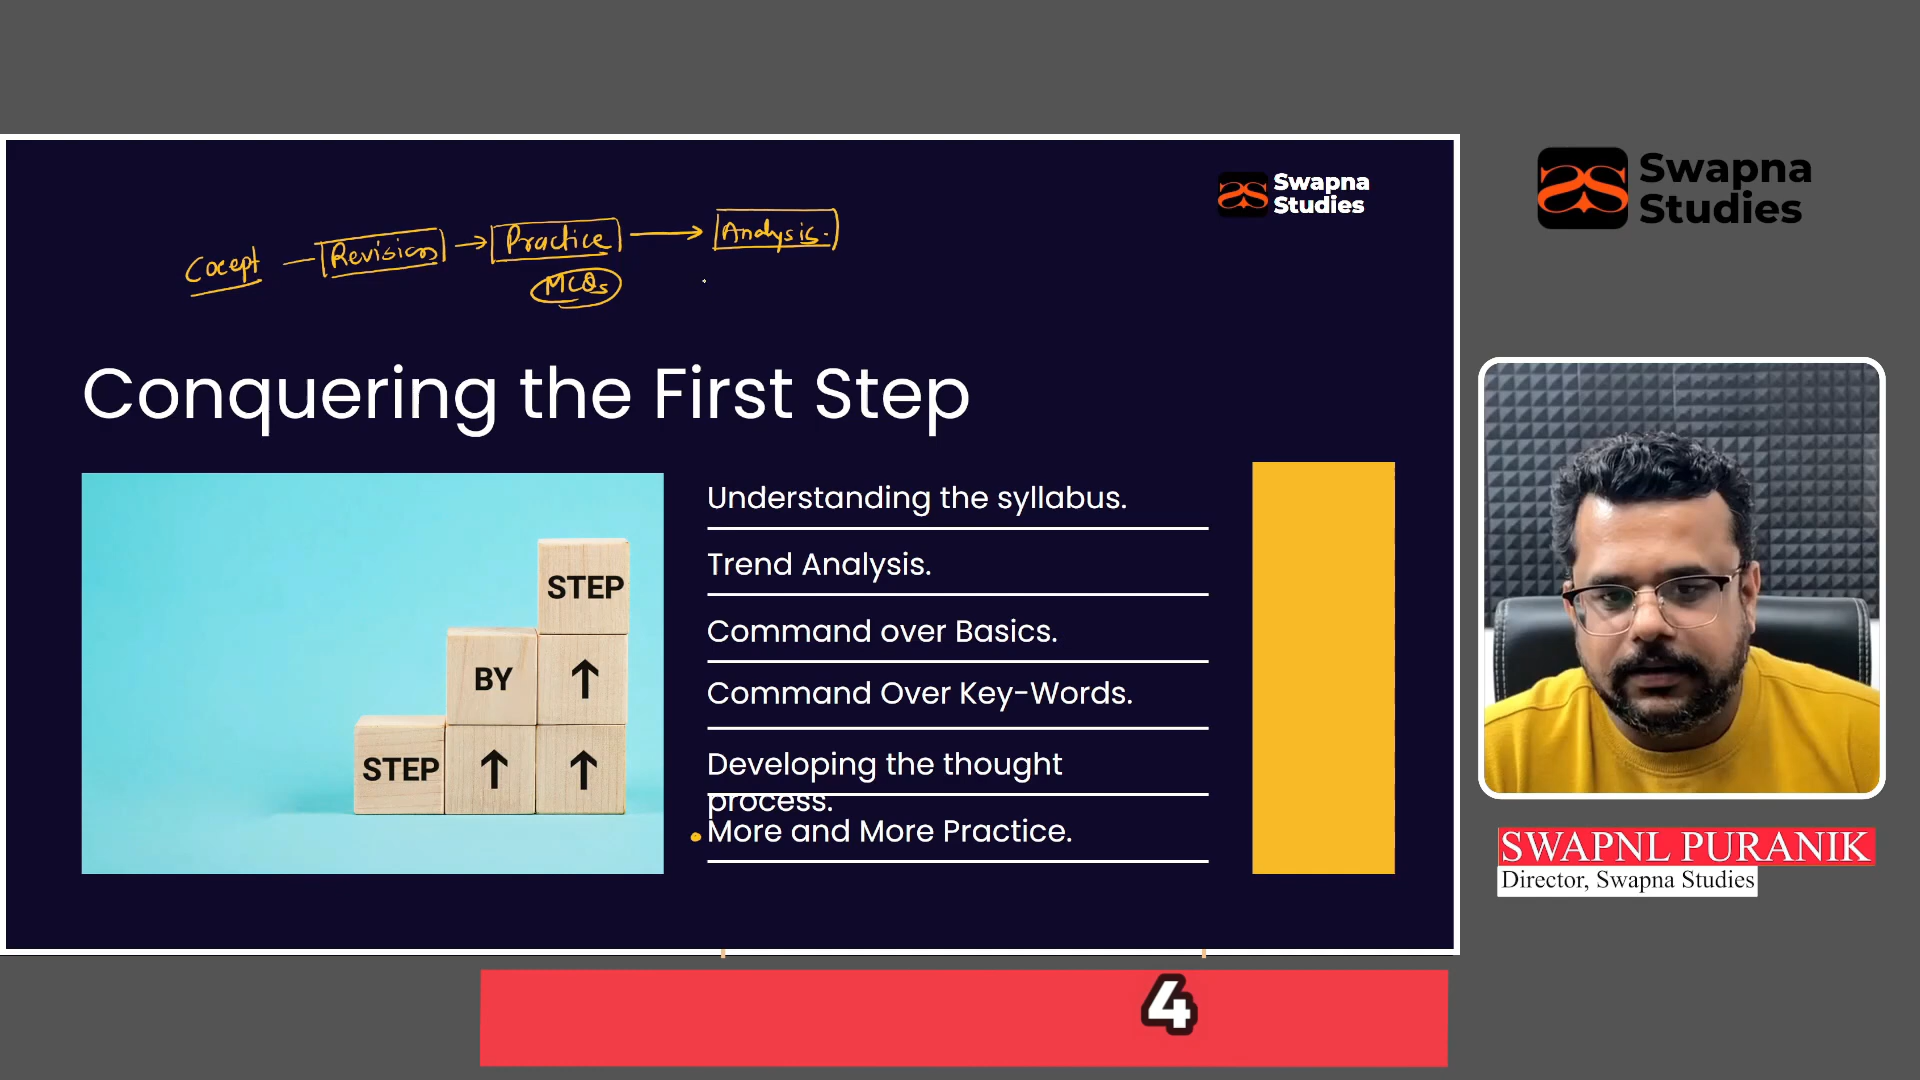 Swapna
Studies
Swapna
Studies
Cocept
Revision
Practice
Analysis.
MCQs
Conquering the First Step
STEP
BY
STEP
Understanding the syllabus.
Trend Analysis.
Command over Basics.
Command Over Key-Words.
Developing the thought
process.
More and More Practice.
SWAPNL PURANIK
Director, Swapna Studies
4